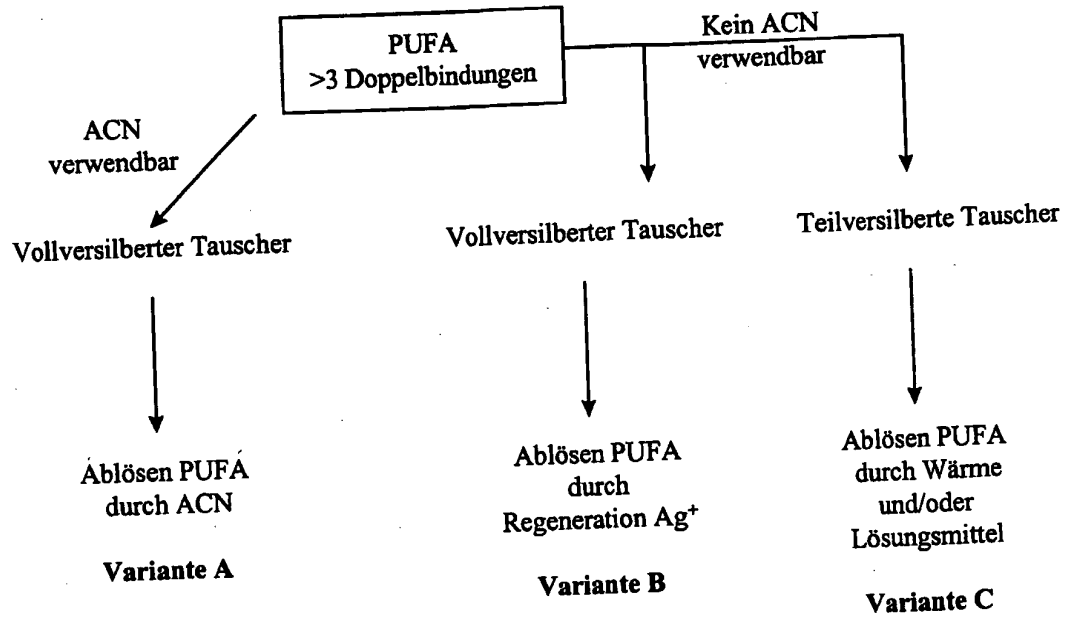 PUFA
>3 Doppelbindungen
Kein ACN
verwendbar
ACN
verwendbar
Vollversilberter Tauscher
Vollversilberter Tauscher
Teilversilberte Tauscher
Ablösen PUFA
durch ACN
Variante A
Ablösen PUFA
durch
Regeneration Ag⁺
Variante B
Ablösen PUFA
durch Wärme
und/oder
Lösungsmittel
Variante C